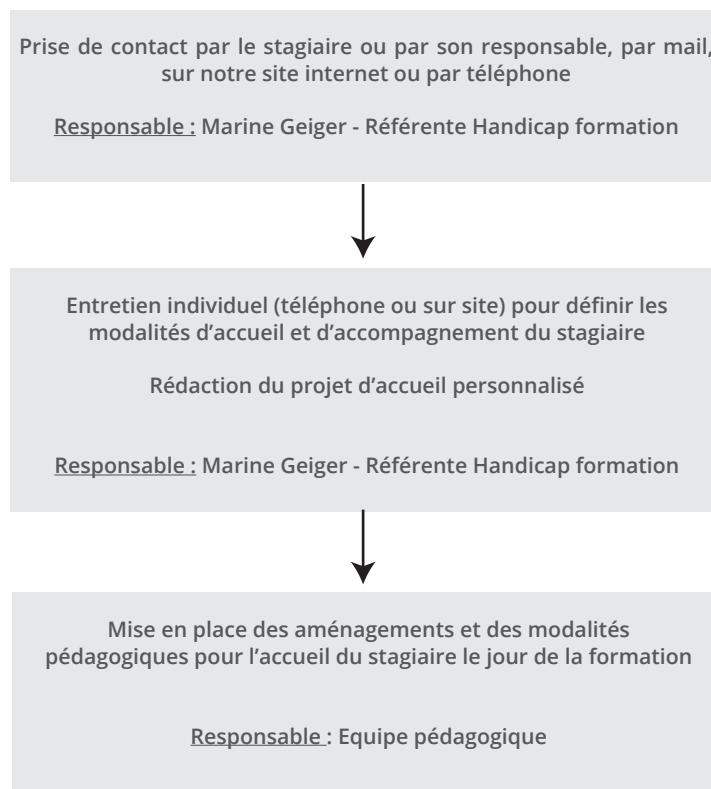 Prise de contact par le stagiaire ou par son responsable, par mail,
sur notre site internet ou par téléphone
Responsable : Marine Geiger - Référente Handicap formation
Entretien individuel (téléphone ou sur site) pour définir les
modalités d’accueil et d’accompagnement du stagiaire
Rédaction du projet d’accueil personnalisé
Responsable : Marine Geiger - Référente Handicap formation
Mise en place des aménagements et des modalités
pédagogiques pour l’accueil du stagiaire le jour de la formation
Responsable : Equipe pédagogique